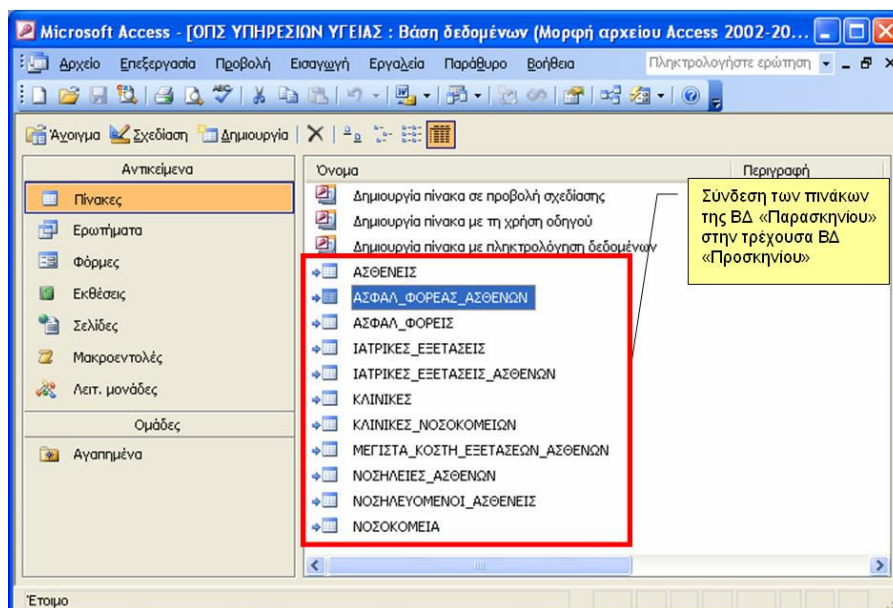 Microsoft Access - [ΟΠΣ ΥΠΗΡΕΣΙΩΝ ΥΓΕΙΑΣ : Βάση δεδομένων (Μορφή αρχείου Access 2002-20...
Αρχείο Επεξεργασία Προβολή Εισαγωγή Εργαλεία Παράθυρο Βοήθεια Πληκτρολογήστε ερώτηση
Άνοιγμα Σχεδίαση Δημιουργία
Αντικείμενα
Πίνακες
Ερωτήματα
Φόρμες
Εκθέσεις
Σελίδες
Μακροεντολές
Λειτ. μονάδες
Ομάδες
Αγαπημένα
Όνομα Περιγραφή
Δημιουργία πίνακα σε προβολή σχεδίασης
Δημιουργία πίνακα με τη χρήση οδηγού
Δημιουργία πίνακα με πληκτρολόγηση δεδομένων
ΑΣΘΕΝΕΙΣ
ΑΣΦΑΛ_ΦΟΡΕΑΣ_ΑΣΘΕΝΩΝ
ΑΣΦΑΛ_ΦΟΡΕΙΣ
ΙΑΤΡΙΚΕΣ_ΕΞΕΤΑΣΕΙΣ
ΙΑΤΡΙΚΕΣ_ΕΞΕΤΑΣΕΙΣ_ΑΣΘΕΝΩΝ
ΚΛΙΝΙΚΕΣ
ΚΛΙΝΙΚΕΣ_ΝΟΣΟΚΟΜΕΙΩΝ
ΜΕΓΙΣΤΑ_ΚΟΣΤΗ_ΕΞΕΤΑΣΕΩΝ_ΑΣΘΕΝΩΝ
ΝΟΣΗΛΕΙΕΣ_ΑΣΘΕΝΩΝ
ΝΟΣΗΛΕΥΟΜΕΝΟΙ_ΑΣΘΕΝΕΙΣ
ΝΟΣΟΚΟΜΕΙΑ
Σύνδεση των πινάκων
της ΒΔ «Παρασκηνίου»
στην τρέχουσα ΒΔ
«Προσκηνίου»
Έτοιμο